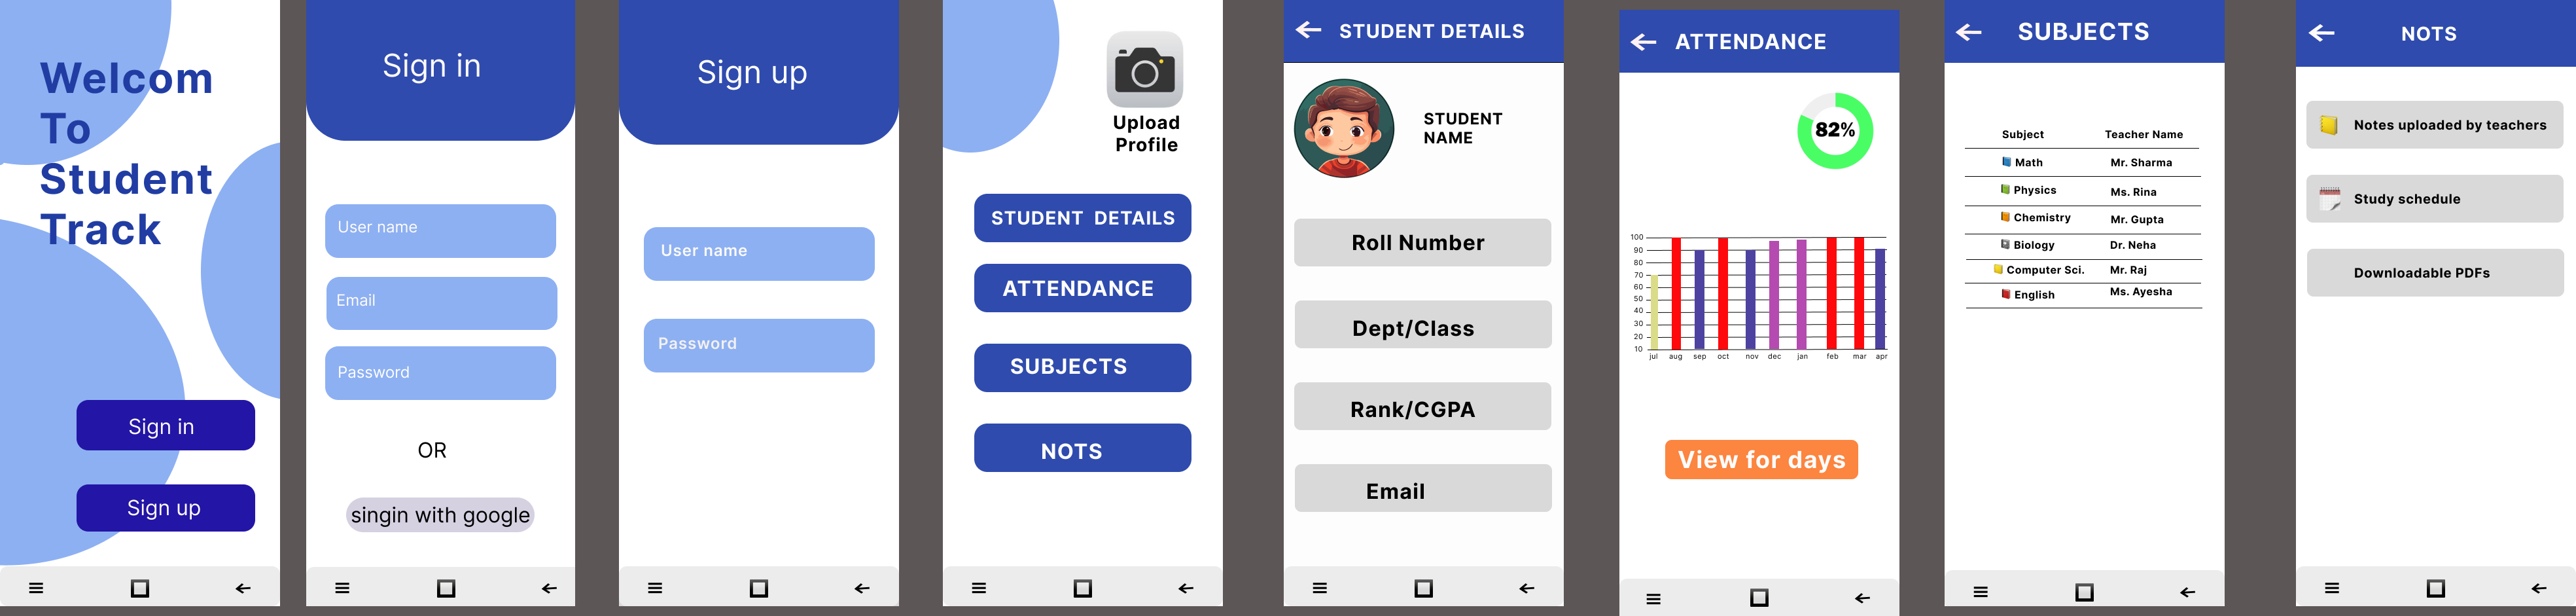 Welcom
To
Student
Track
Sign in
Sign up
Sign in
User name
Email
Password
OR
singin with google
Sign up
User name
Password
Upload
Profile
STUDENT DETAILS
ATTENDANCE
SUBJECTS
NOTS
STUDENT DETAILS
STUDENT
NAME
Roll Number
Dept/Class
Rank/CGPA
Email
ATTENDANCE
82%
100
90
80
70
60
50
40
30
20
10
jul aug sep oct nov dec jan feb mar apr
View for days
SUBJECTS
Subject Teacher Name
Math Mr. Sharma
Physics Ms. Rina
Chemistry Mr. Gupta
Biology Dr. Neha
Computer Sci. Mr. Raj
English Ms. Ayesha
NOTS
Notes uploaded by teachers
Study schedule
Downloadable PDFs